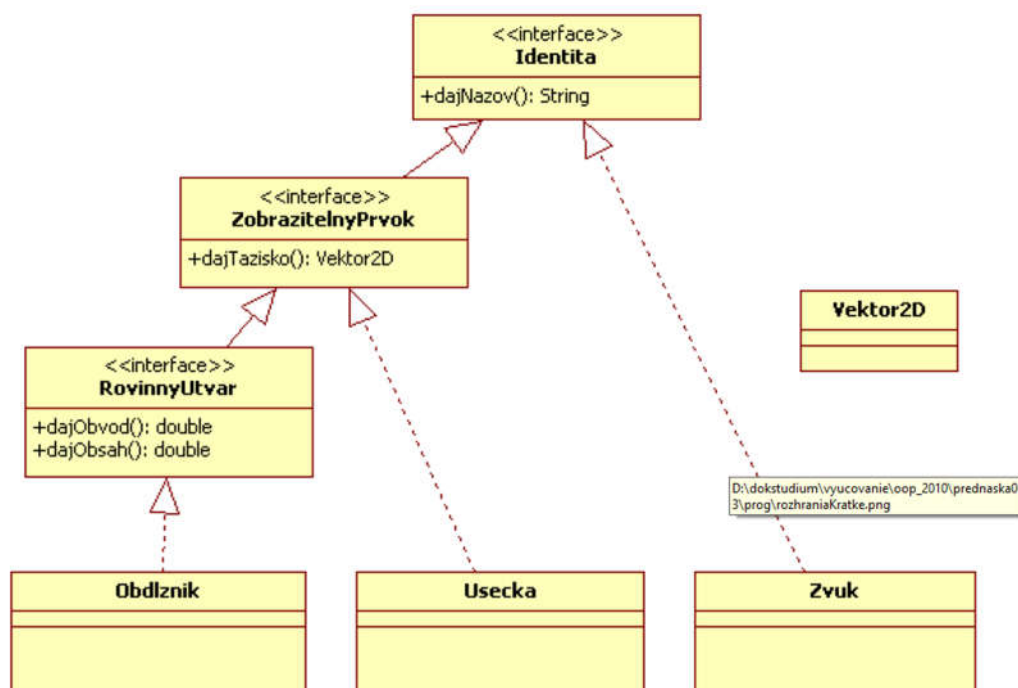 <<interface>>
Identita
+dajNazov(): String
<<interface>>
ZobrazitelnyPrvok
+dajTazisko(): Vektor2D
Vektor2D
<<interface>>
RovinnyUtvar
+dajObvod(): double
+dajObsah(): double
D:\dokstudium\vyucovanie\oop_2010\prednaska0
3\prog\rozhraniaKratke.png
Obdlznik
Usecka
Zvuk